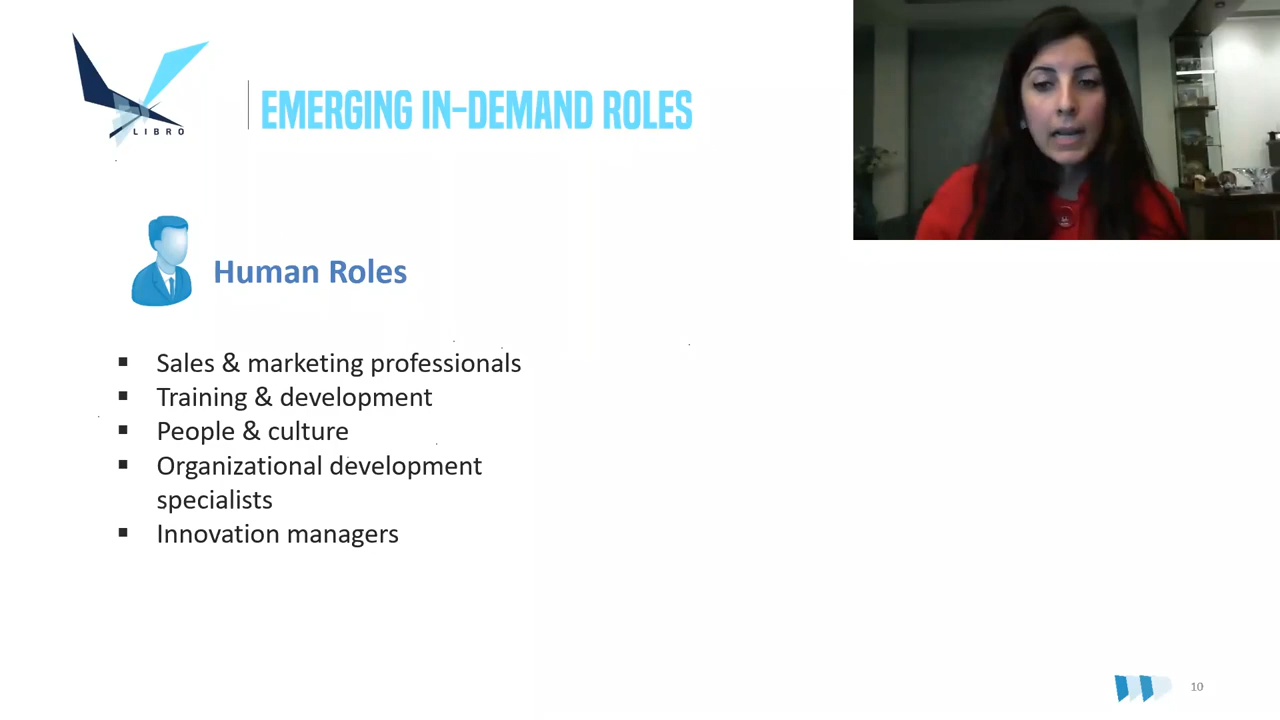 LIBRO
EMERGING IN-DEMAND ROLES
Human Roles
▪ Sales & marketing professionals
▪ Training & development
▪ People & culture
▪ Organizational development
specialists
▪ Innovation managers
10